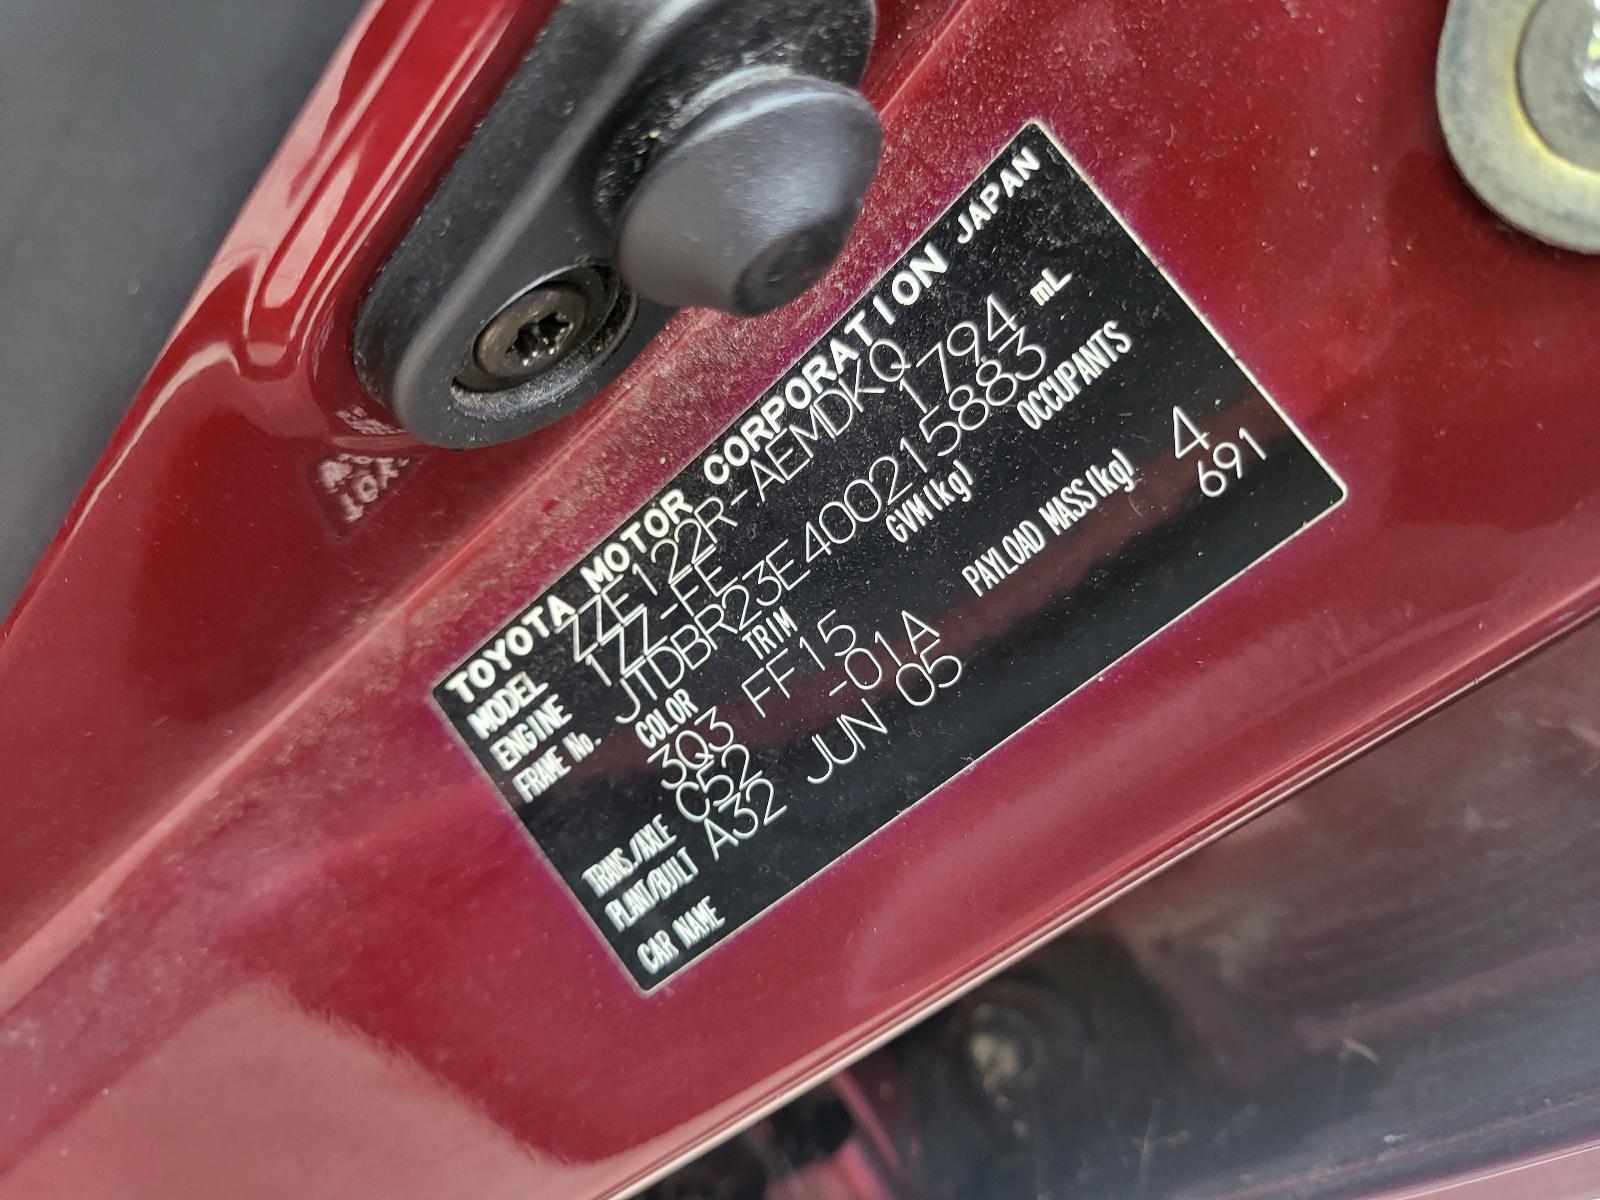 TOYOTA MOTOR CORPORATION JAPAN
MODEL ZZE122R-AEMDKQ
ENGINE 1ZZ-FE 1794 mL
FRAME No. JTDBR23E400215883
COLOR TRIM GVM(kg) OCCUPANTS
3Q3 FF15 4
TRANS./AXLE C52 -01A PAYLOAD MASS(kg) 691
PLANT/BUILT A32 JUN 05
CAR NAME